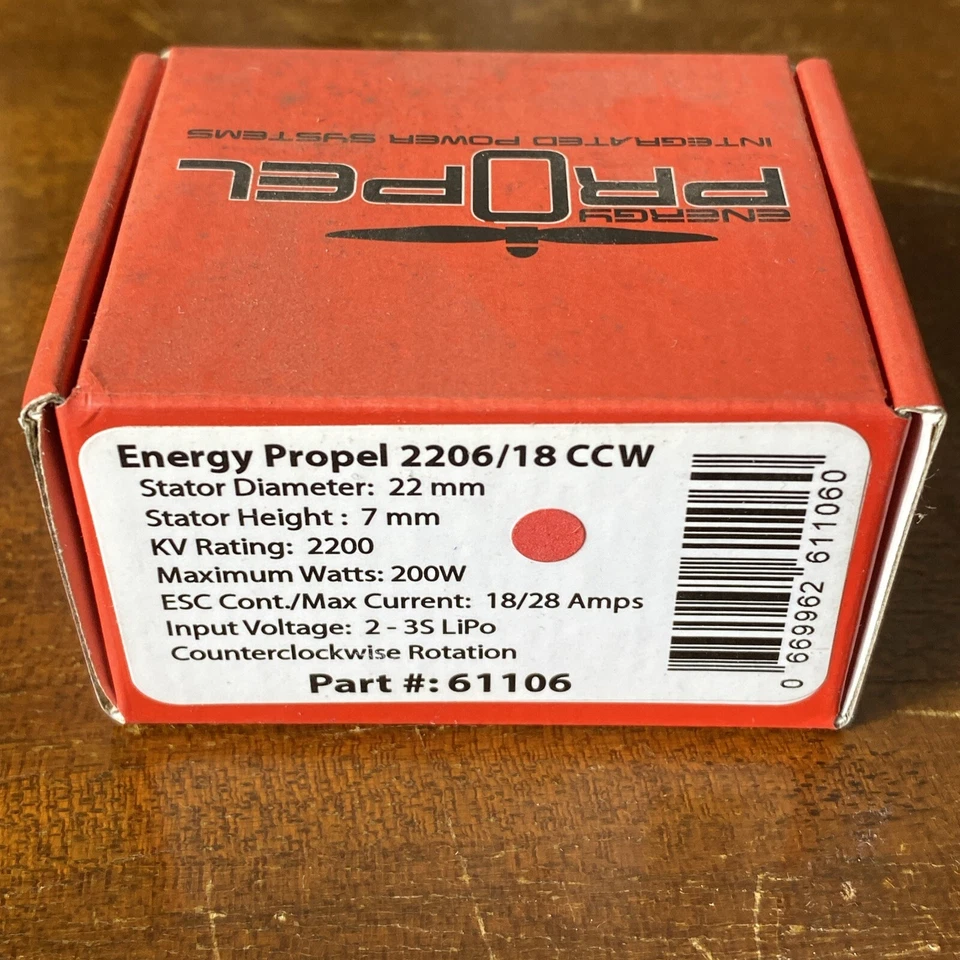 ENERGY
PROPEL
INTEGRATED POWER SYSTEMS
Energy Propel 2206/18 CCW
Stator Diameter: 22 mm
Stator Height : 7 mm
KV Rating: 2200
Maximum Watts: 200W
ESC Cont./Max Current: 18/28 Amps
Input Voltage: 2 - 3S LiPo
Counterclockwise Rotation
Part #: 61106
0 669962 611060